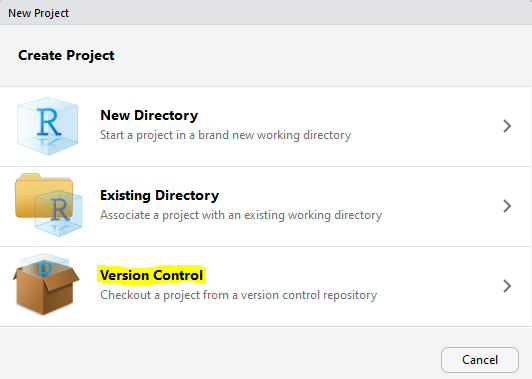 New Project
Create Project
R
New Directory
Start a project in a brand new working directory
R
Existing Directory
Associate a project with an existing working directory
R
Version Control
Checkout a project from a version control repository
Cancel